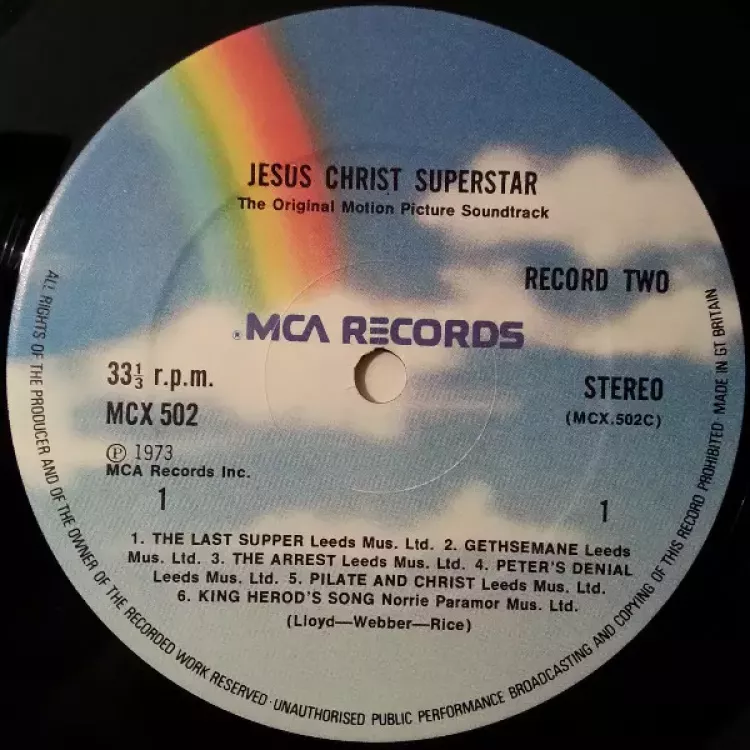 JESUS CHRIST SUPERSTAR
The Original Motion Picture Soundtrack
RECORD TWO
®MCA RECORDS
33⅓ r.p.m.
STEREO
MCX 502
(MCX.502C)
℗ 1973
MCA Records Inc.
1
1
1. THE LAST SUPPER Leeds Mus. Ltd. 2. GETHSEMANE Leeds
Mus. Ltd. 3. THE ARREST Leeds Mus. Ltd. 4. PETER'S DENIAL
Leeds Mus. Ltd. 5. PILATE AND CHRIST Leeds Mus. Ltd.
6. KING HEROD'S SONG Norrie Paramor Mus. Ltd.
(Lloyd—Webber—Rice)
ALL RIGHTS OF THE PRODUCER AND OF THE OWNER OF THE RECORDED WORK RESERVED · UNAUTHORISED PUBLIC PERFORMANCE BROADCASTING AND COPYING OF THIS RECORD PROHIBITED MADE IN GT BRITAIN